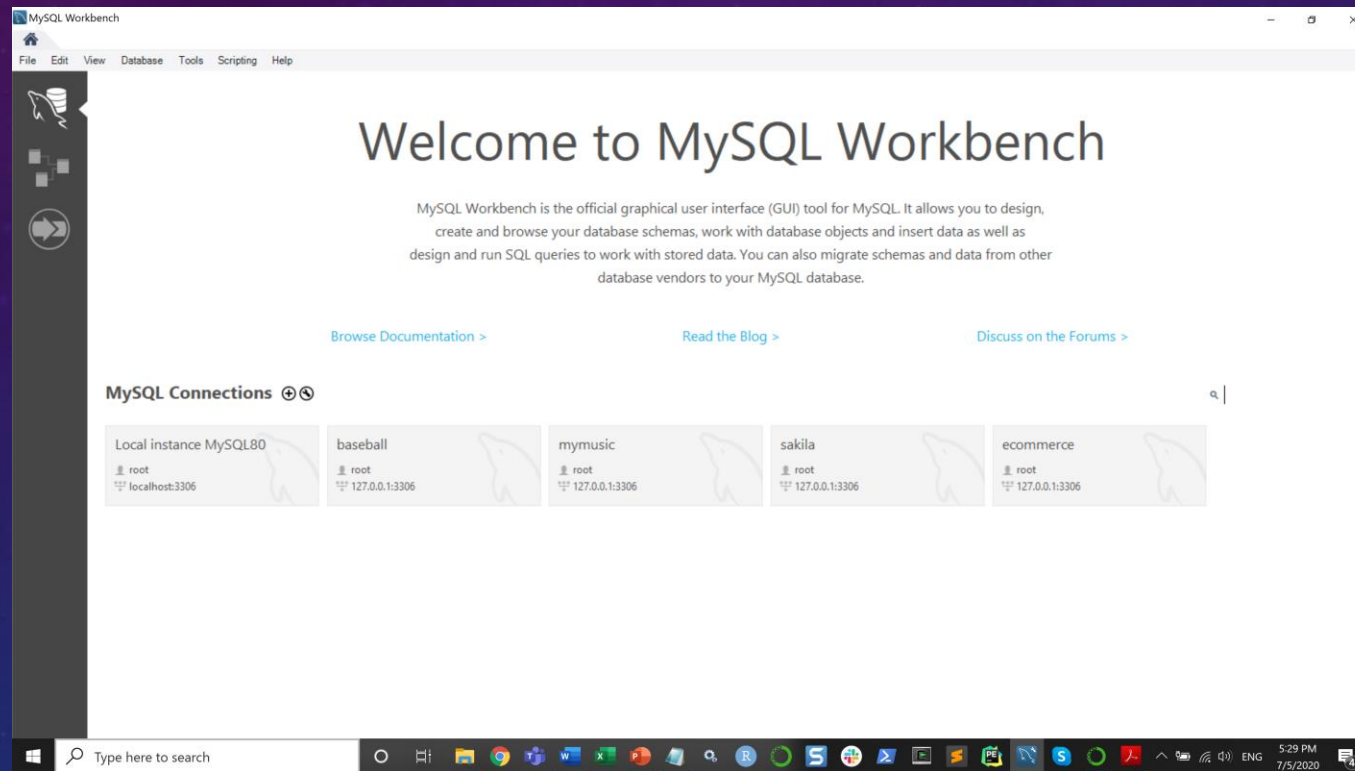 MySQL Workbench
File Edit View Database Tools Scripting Help
Welcome to MySQL Workbench
MySQL Workbench is the official graphical user interface (GUI) tool for MySQL. It allows you to design,
create and browse your database schemas, work with database objects and insert data as well as
design and run SQL queries to work with stored data. You can also migrate schemas and data from other
database vendors to your MySQL database.
Browse Documentation > Read the Blog > Discuss on the Forums >
MySQL Connections
Local instance MySQL80 baseball mymusic sakila ecommerce
root root root root root
localhost:3306 127.0.0.1:3306 127.0.0.1:3306 127.0.0.1:3306 127.0.0.1:3306
Type here to search ENG 5:29 PM
7/5/2020